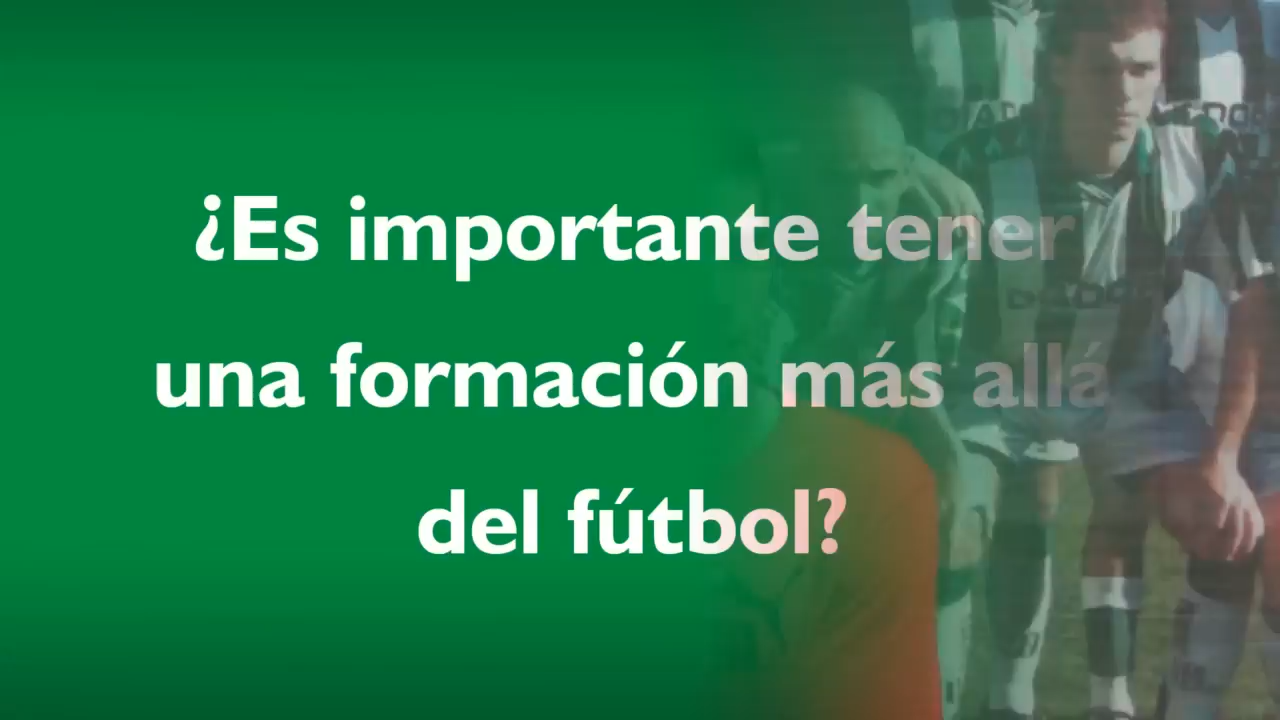 ¿Es importante tener
una formación más allá
del fútbol?